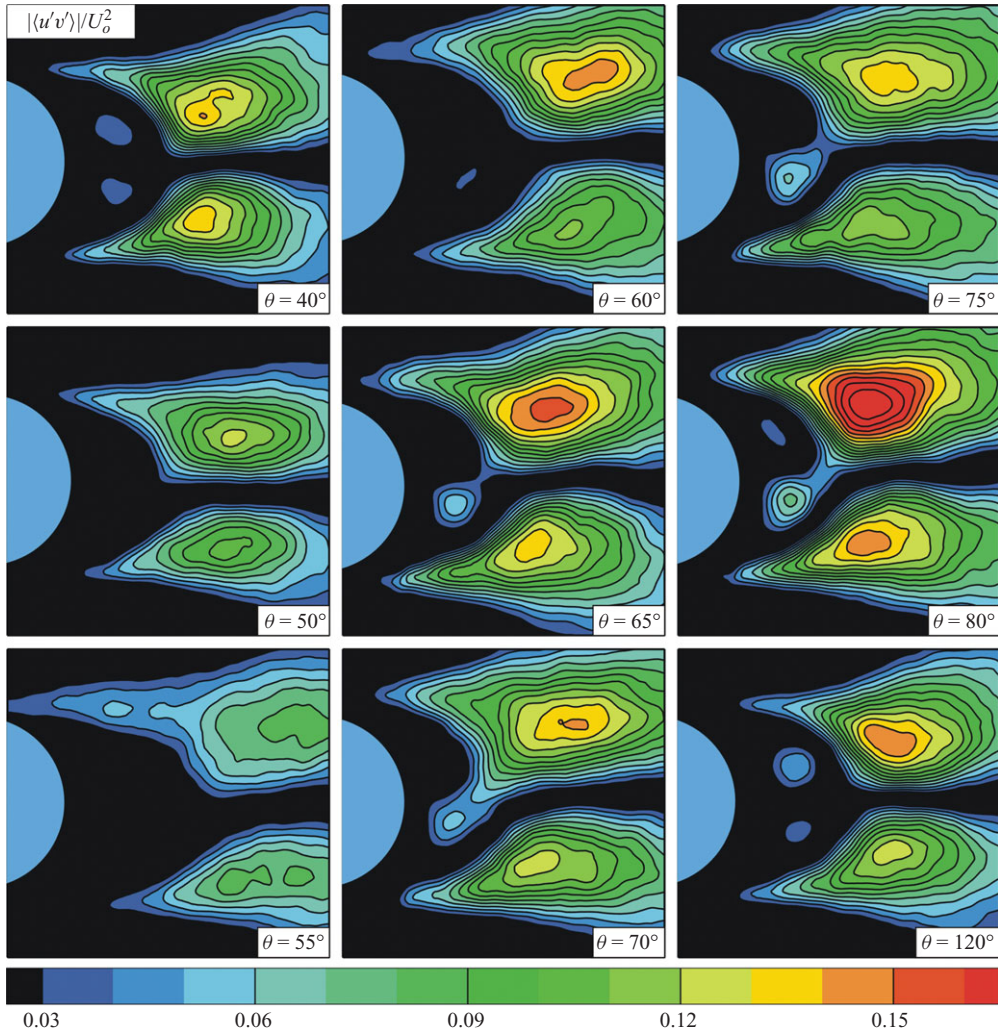 |⟨u′v′⟩|/U_o^2
θ = 40°
θ = 60°
θ = 75°
θ = 50°
θ = 65°
θ = 80°
θ = 55°
θ = 70°
θ = 120°
0.03 0.06 0.09 0.12 0.15